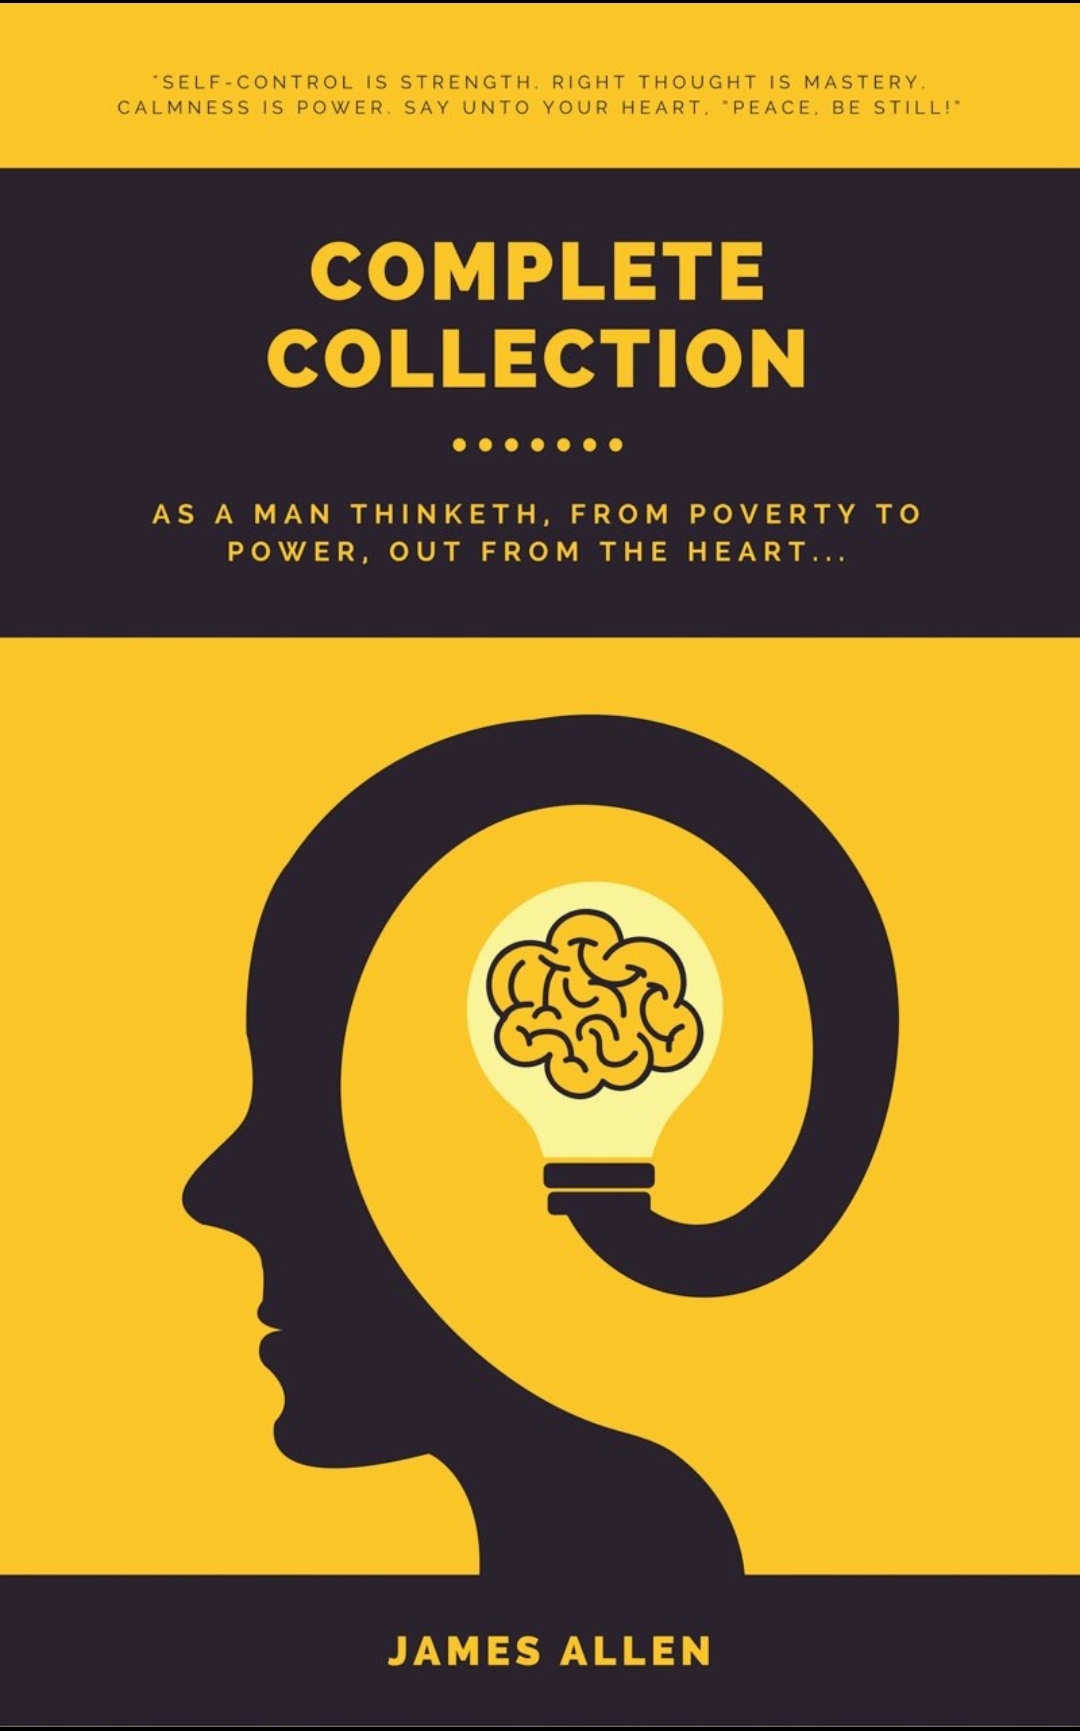 "SELF-CONTROL IS STRENGTH. RIGHT THOUGHT IS MASTERY.
CALMNESS IS POWER. SAY UNTO YOUR HEART, "PEACE, BE STILL!"
COMPLETE
COLLECTION
AS A MAN THINKETH, FROM POVERTY TO
POWER, OUT FROM THE HEART...
JAMES ALLEN